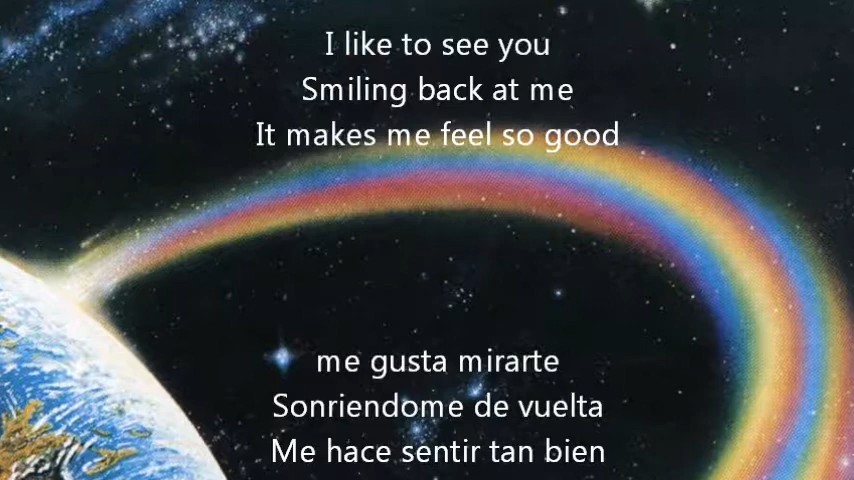 I like to see you
Smiling back at me
It makes me feel so good
me gusta mirarte
Sonriendome de vuelta
Me hace sentir tan bien